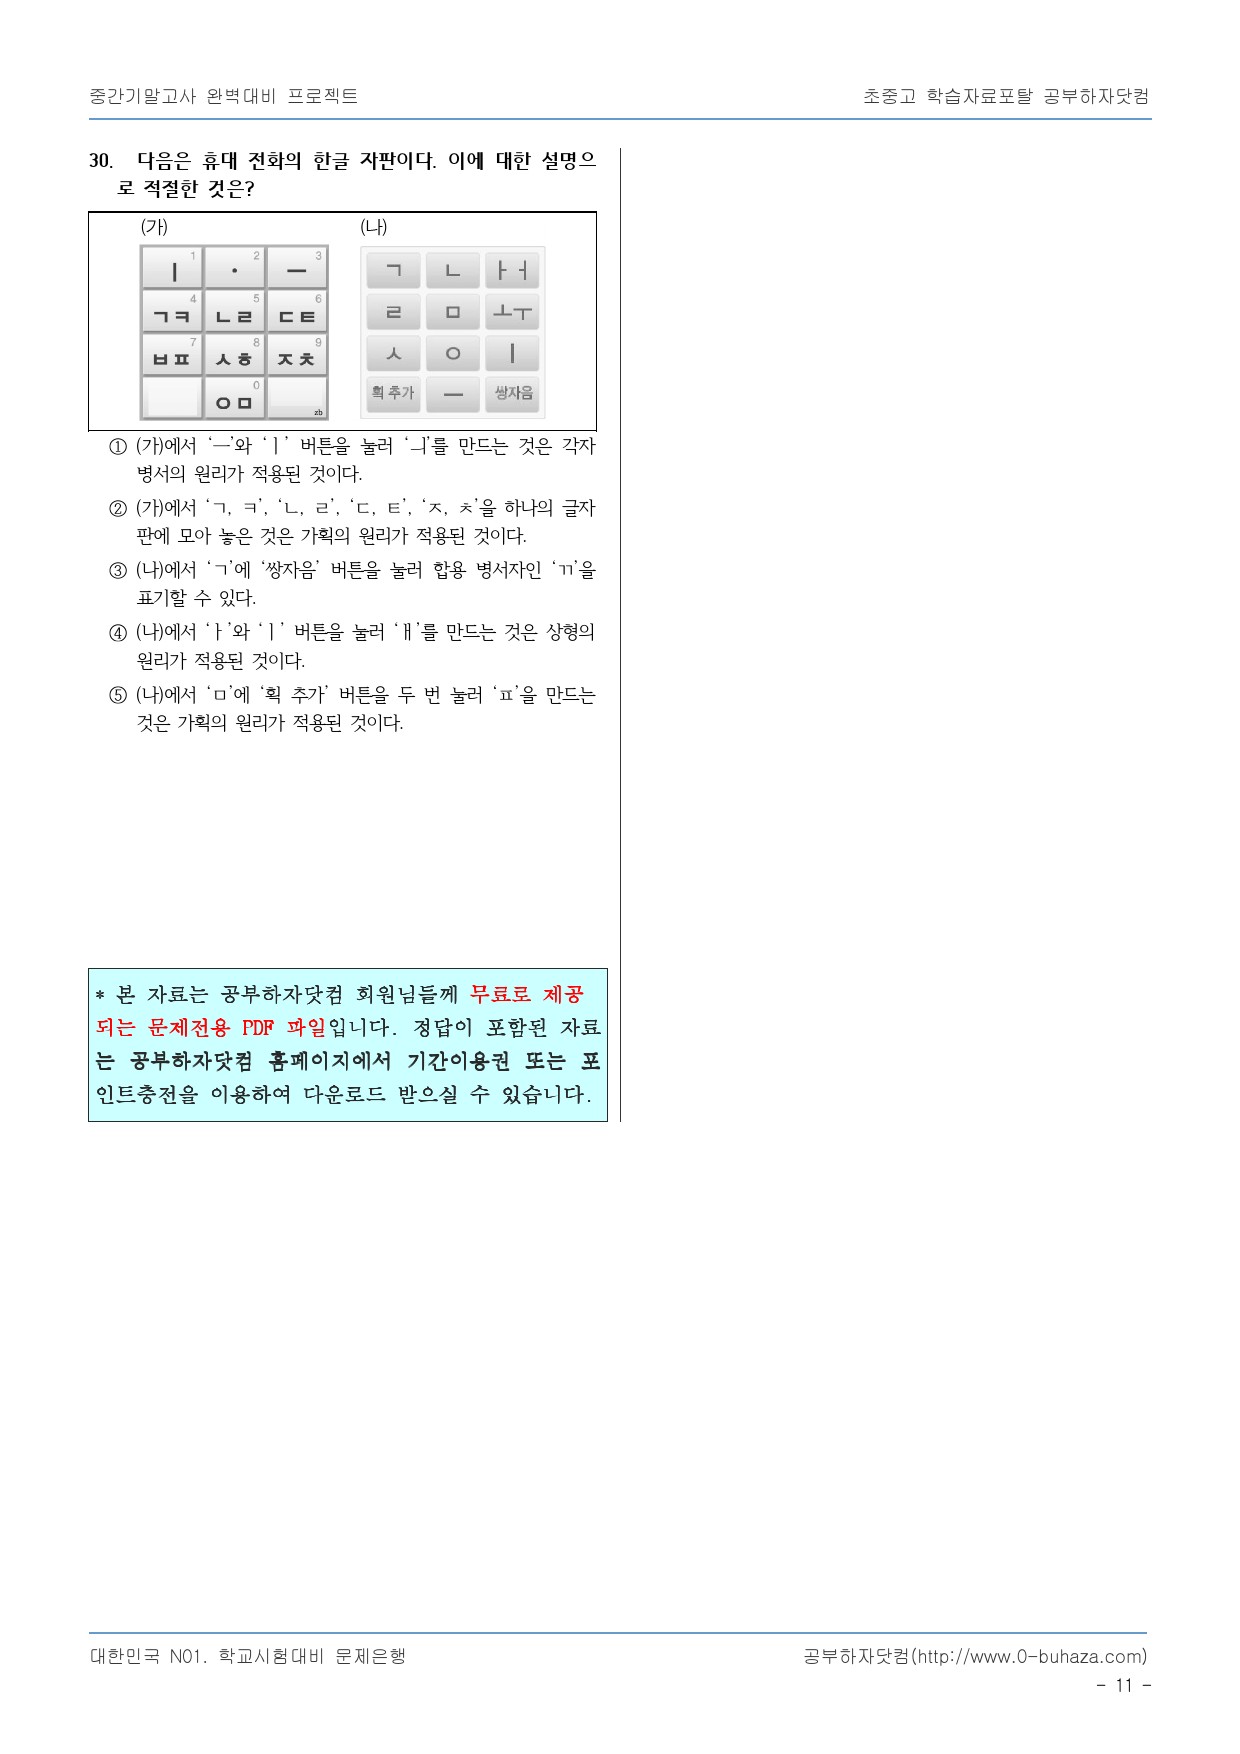 중간기말고사 완벽대비 프로젝트 초중고 학습자료포탈 공부하자닷컴
30. 다음은 휴대 전화의 한글 자판이다. 이에 대한 설명으
로 적절한 것은?
(가) (나)
1 2 3
ㅣ · ㅡ
4 5 6
ㄱㅋ ㄴㄹ ㄷㅌ
7 8 9
ㅂㅍ ㅅㅎ ㅈㅊ
0
ㅇㅁ
zb
ㄱ ㄴ ㅏㅓ
ㄹ ㅁ ㅗㅜ
ㅅ ㅇ ㅣ
획 추가 ㅡ 쌍자음
① (가)에서 ‘ㅡ’와 ‘ㅣ’ 버튼을 눌러 ‘ㅢ’를 만드는 것은 각자
병서의 원리가 적용된 것이다.
② (가)에서 ‘ㄱ, ㅋ’, ‘ㄴ, ㄹ’, ‘ㄷ, ㅌ’, ‘ㅈ, ㅊ’을 하나의 글자
판에 모아 놓은 것은 가획의 원리가 적용된 것이다.
③ (나)에서 ‘ㄱ’에 ‘쌍자음’ 버튼을 눌러 합용 병서자인 ‘ㄲ’을
표기할 수 있다.
④ (나)에서 ‘ㅏ’와 ‘ㅣ’ 버튼을 눌러 ‘ㅐ’를 만드는 것은 상형의
원리가 적용된 것이다.
⑤ (나)에서 ‘ㅁ’에 ‘획 추가’ 버튼을 두 번 눌러 ‘ㅍ’을 만드는
것은 가획의 원리가 적용된 것이다.
* 본 자료는 공부하자닷컴 회원님들께 무료로 제공
되는 문제전용 PDF 파일입니다. 정답이 포함된 자료
는 공부하자닷컴 홈페이지에서 기간이용권 또는 포
인트충전을 이용하여 다운로드 받으실 수 있습니다.
대한민국 N01. 학교시험대비 문제은행 공부하자닷컴(http://www.0-buhaza.com)
- 11 -